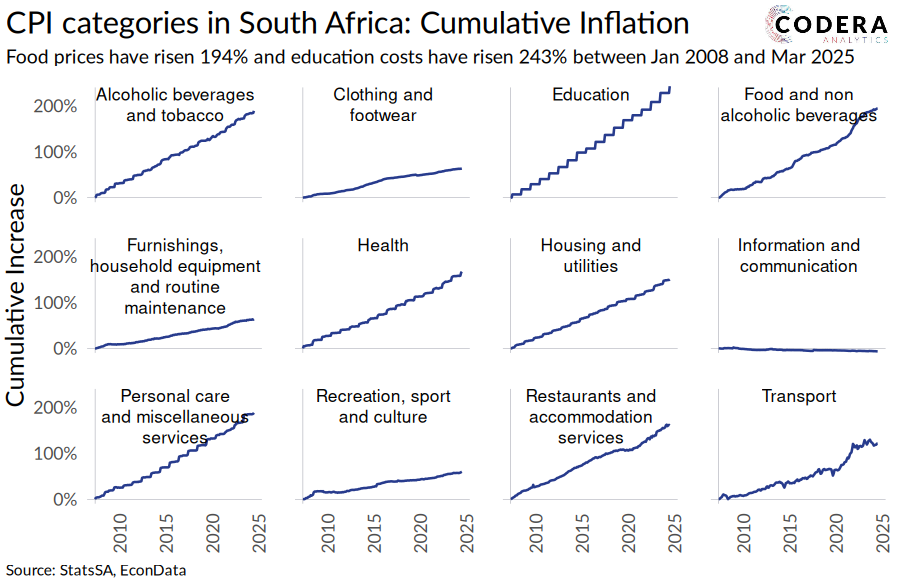 CPI categories in South Africa: Cumulative Inflation
CODERA
ANALYTICS
Food prices have risen 194% and education costs have risen 243% between Jan 2008 and Mar 2025
Cumulative Increase
Alcoholic beverages
and tobacco
Clothing and
footwear
Education
Food and non
alcoholic beverages
200%
100%
0%
Furnishings,
household equipment
and routine
maintenance
Health
Housing and
utilities
Information and
communication
200%
100%
0%
Personal care
and miscellaneous
services
Recreation, sport
and culture
Restaurants and
accommodation
services
Transport
200%
100%
0%
2010 2015 2020 2025
2010 2015 2020 2025
2010 2015 2020 2025
2010 2015 2020 2025
Source: StatsSA, EconData